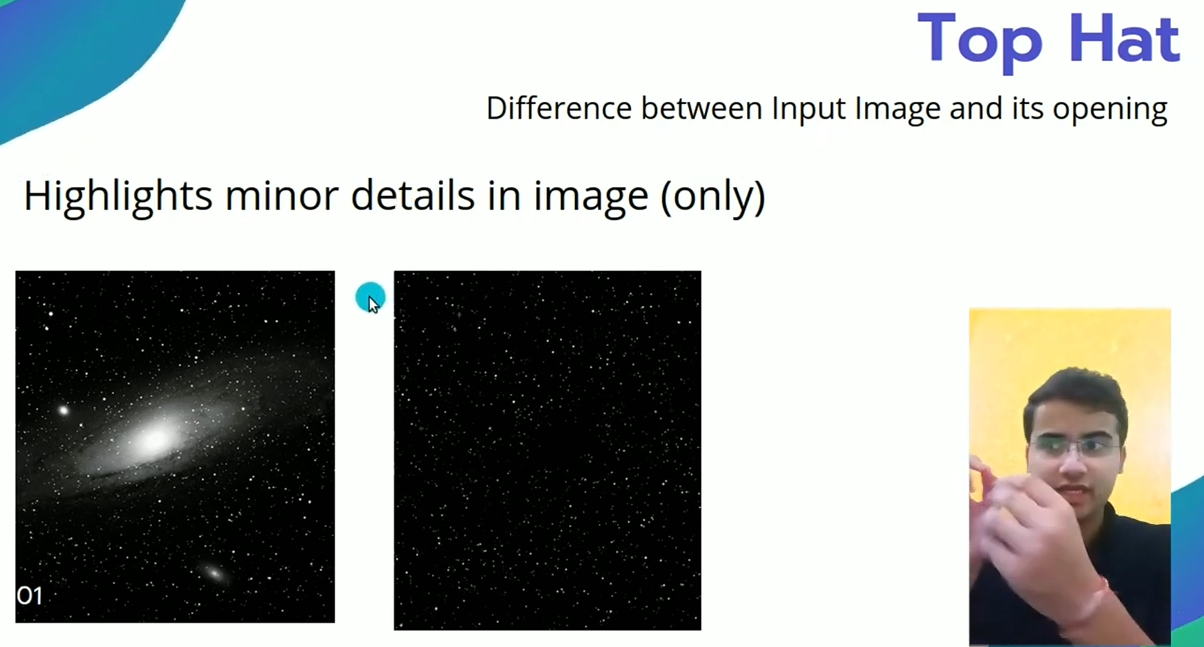 Top Hat
Difference between Input Image and its opening
Highlights minor details in image (only)
01